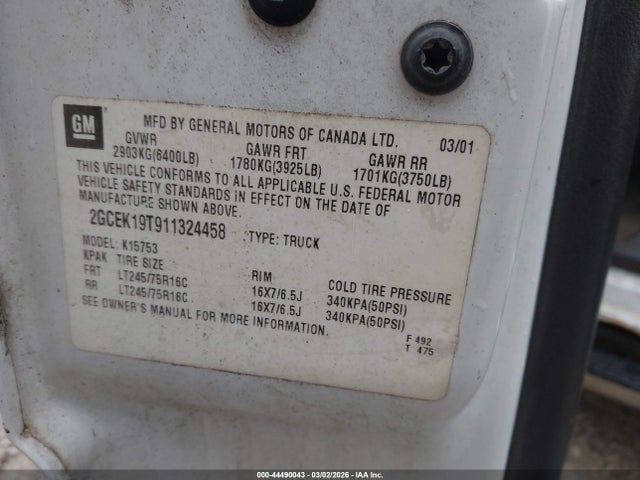 GM
MFD BY GENERAL MOTORS OF CANADA LTD. 03/01
GVWR GAWR FRT GAWR RR
2903KG(6400LB) 1780KG(3925LB) 1701KG(3750LB)
THIS VEHICLE CONFORMS TO ALL APPLICABLE U.S. FEDERAL MOTOR
VEHICLE SAFETY STANDARDS IN EFFECT ON THE DATE OF
MANUFACTURE SHOWN ABOVE.
2GCEK19T911324458 TYPE: TRUCK
MODEL: K15753
KPAK TIRE SIZE RIM COLD TIRE PRESSURE
FRT LT245/75R16C 16X7/6.5J 340KPA(50PSI)
RR LT245/75R16C 16X7/6.5J 340KPA(50PSI)
SEE OWNER'S MANUAL FOR MORE INFORMATION.
F 492
T 475
000-44490043 | 03/02/2026 | IAA Inc.